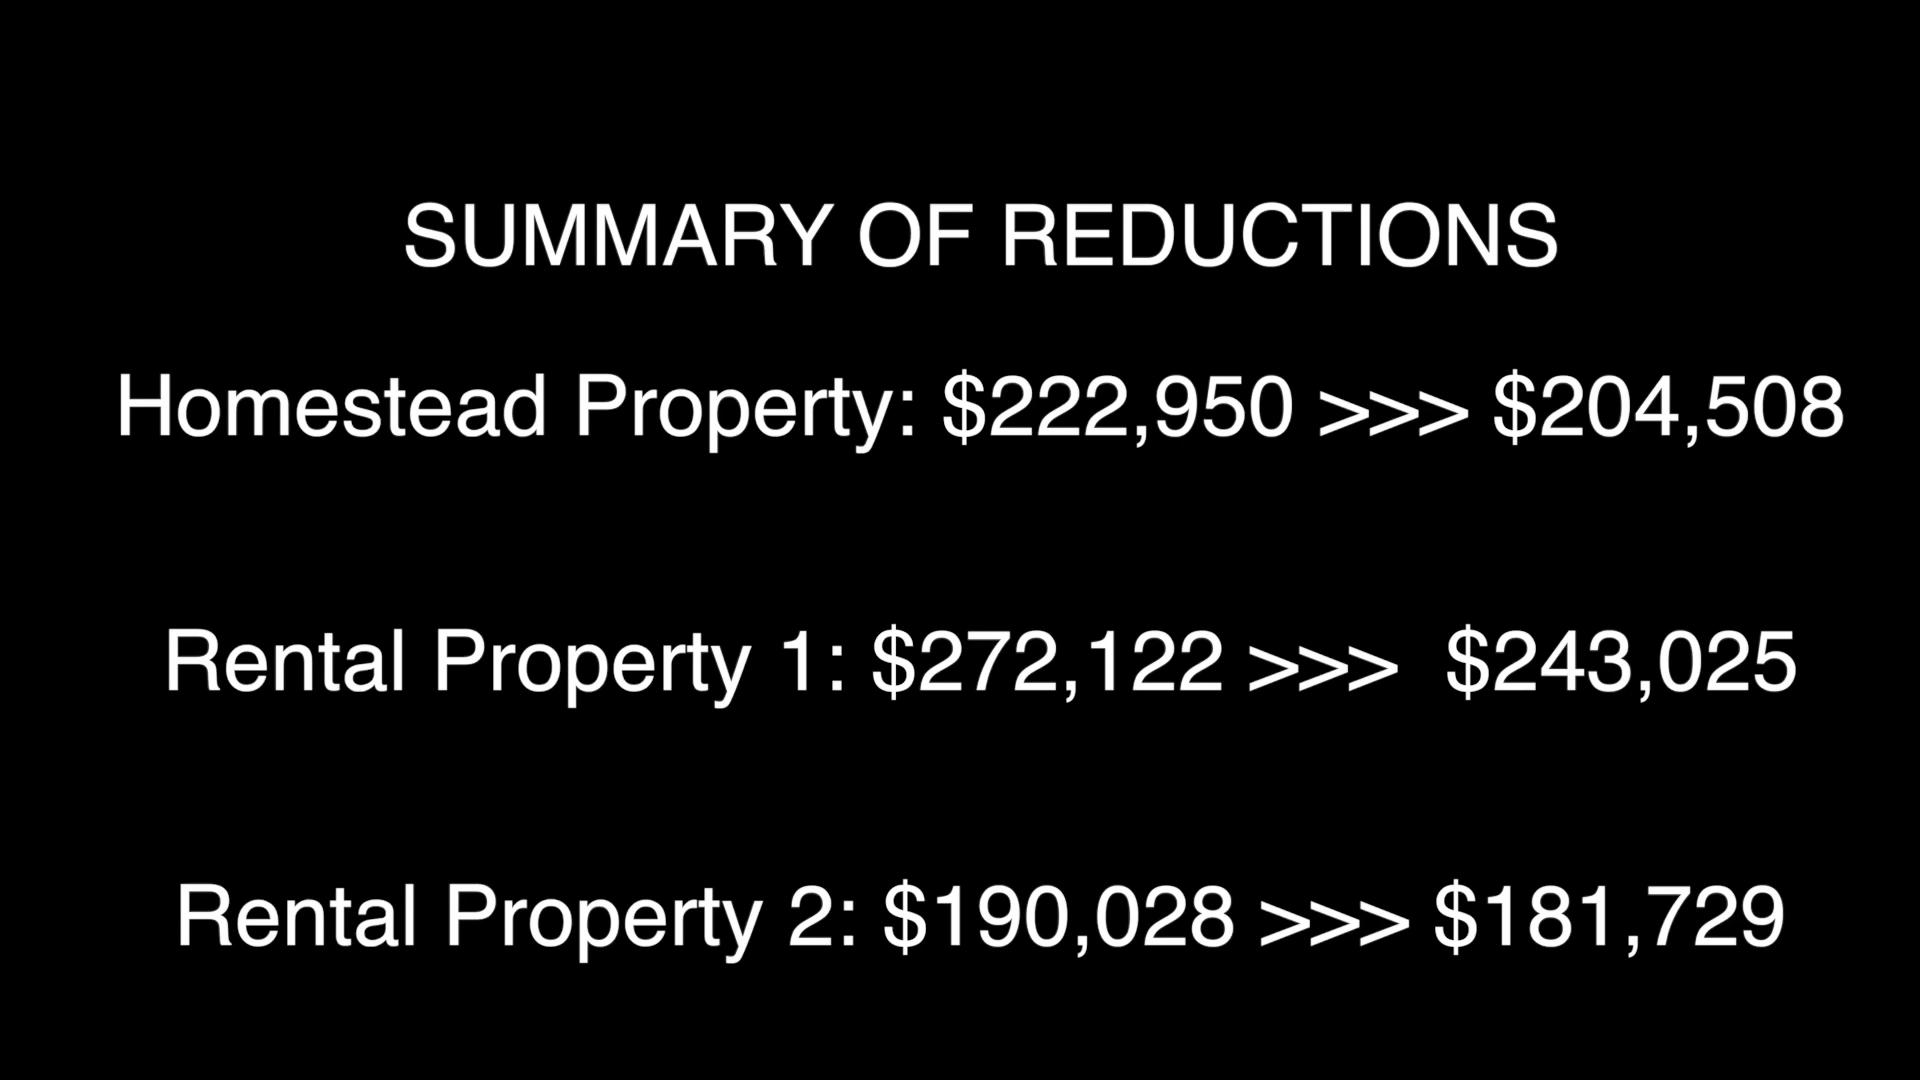 SUMMARY OF REDUCTIONS
Homestead Property: $222,950 >>> $204,508
Rental Property 1: $272,122 >>>  $243,025
Rental Property 2: $190,028 >>> $181,729